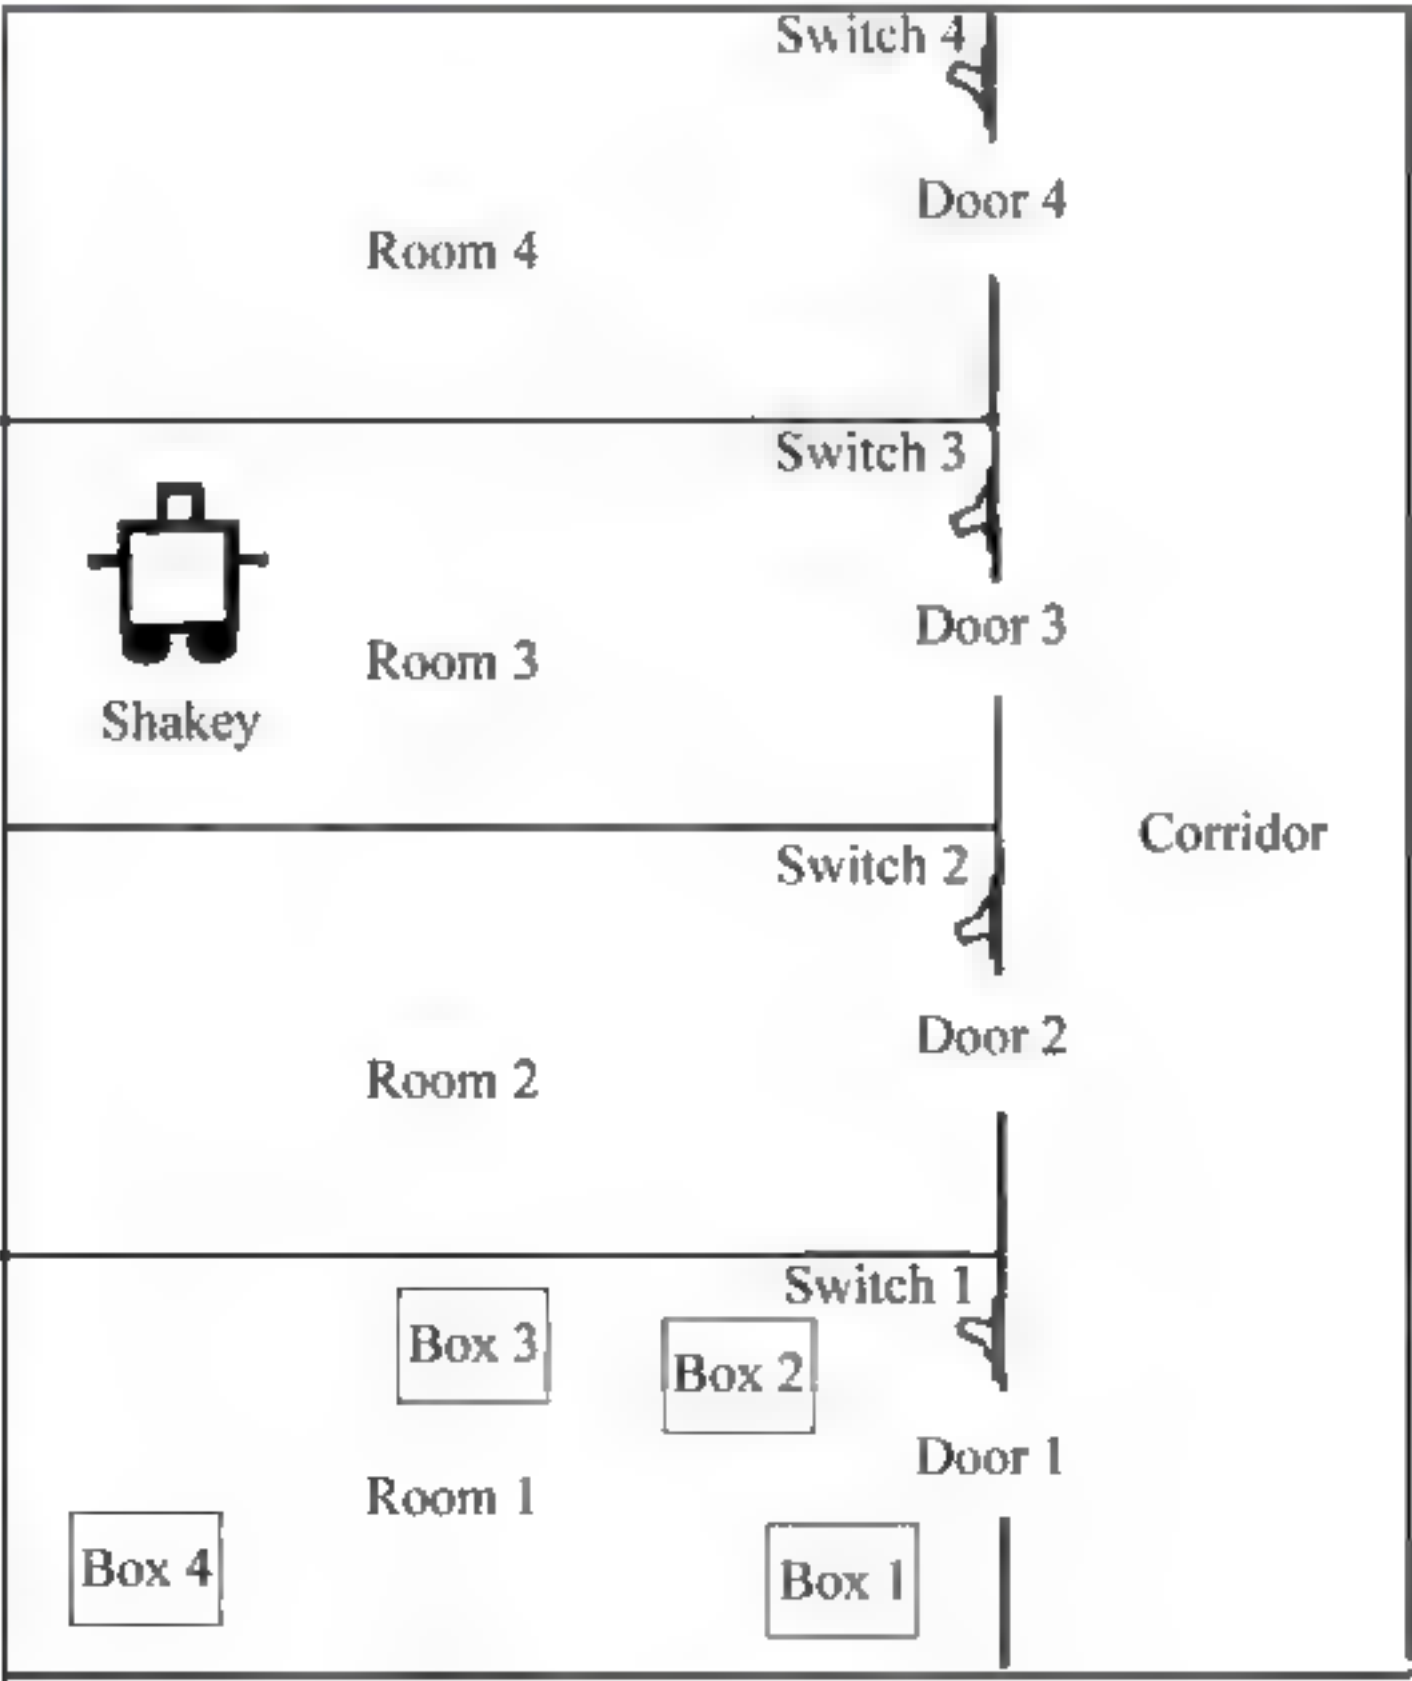 Switch 4
Door 4
Room 4
Switch 3
Door 3
Room 3
Shakey
Corridor
Switch 2
Door 2
Room 2
Switch 1
Box 3
Box 2
Door 1
Room 1
Box 4
Box 1